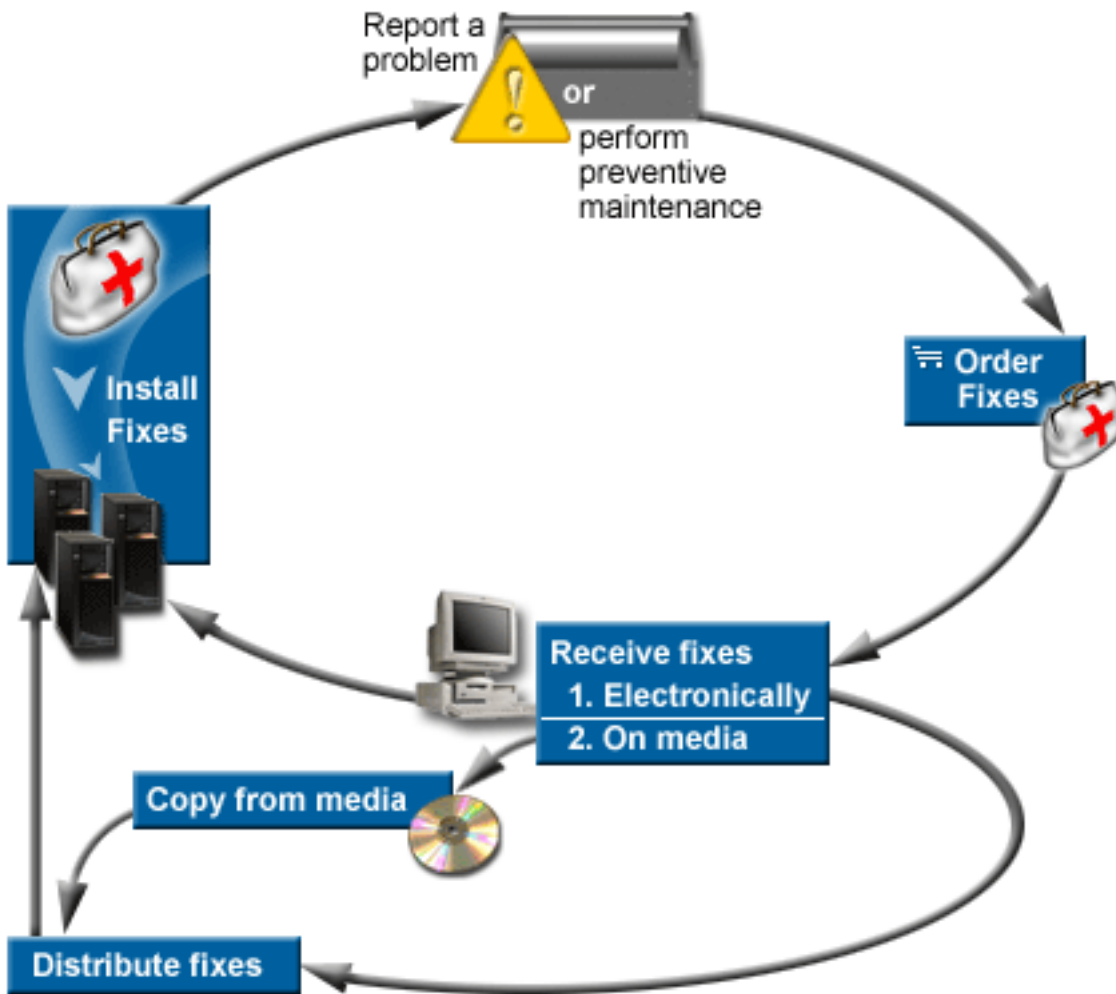 Report a
problem
or
perform
preventive
maintenance
Order
Fixes
Install
Fixes
Receive fixes
1. Electronically
2. On media
Copy from media
Distribute fixes